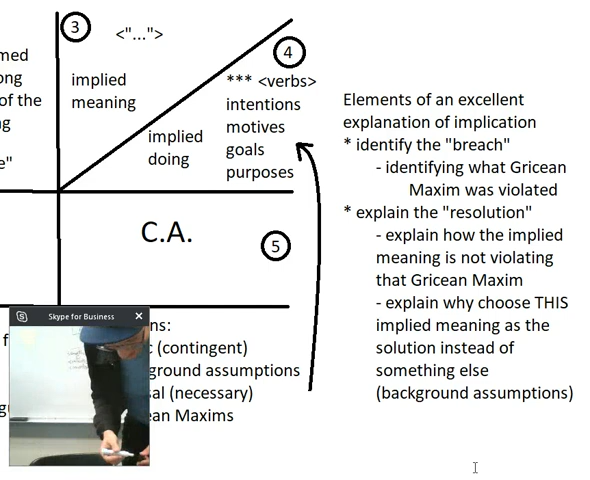 3
<"...">
4
med
ong
of the
g
e"
implied
meaning
implied
doing
*** <verbs>
intentions
motives
goals
purposes
C.A.
5
Skype for Business
ns:
(contingent)
ground assumptions
sal (necessary)
ean Maxims
Elements of an excellent
explanation of implication
* identify the "breach"
- identifying what Gricean
Maxim was violated
* explain the "resolution"
- explain how the implied
meaning is not violating
that Gricean Maxim
- explain why choose THIS
implied meaning as the
solution instead of
something else
(background assumptions)